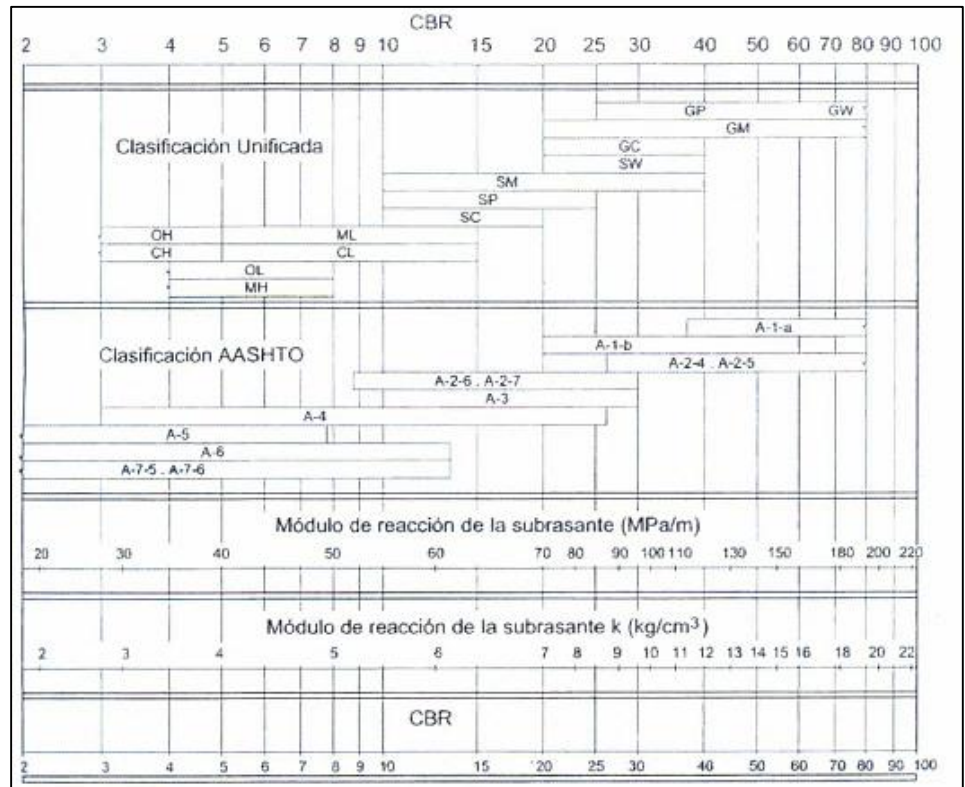 CBR
2 3 4 5 6 7 8 9 10 15 20 25 30 40 50 60 70 80 90 100
GP GW
GM
Clasificación Unificada
GC
SW
SM
SP
SC
OH ML
CH CL
OL
MH
A-1-a
Clasificación AASHTO
A-1-b
A-2-4 . A-2-5
A-2-6 . A-2-7
A-3
A-4
A-5
A-6
A-7-5 . A-7-6
Módulo de reacción de la subrasante (MPa/m)
20 30 40 50 60 70 80 90 100 110 130 150 180 200 220
Módulo de reacción de la subrasante k (kg/cm³)
2 3 4 5 6 7 8 9 10 11 12 13 14 15 16 18 20 22
CBR
2 3 4 5 6 7 8 9 10 15 20 25 30 40 50 60 70 80 90 100